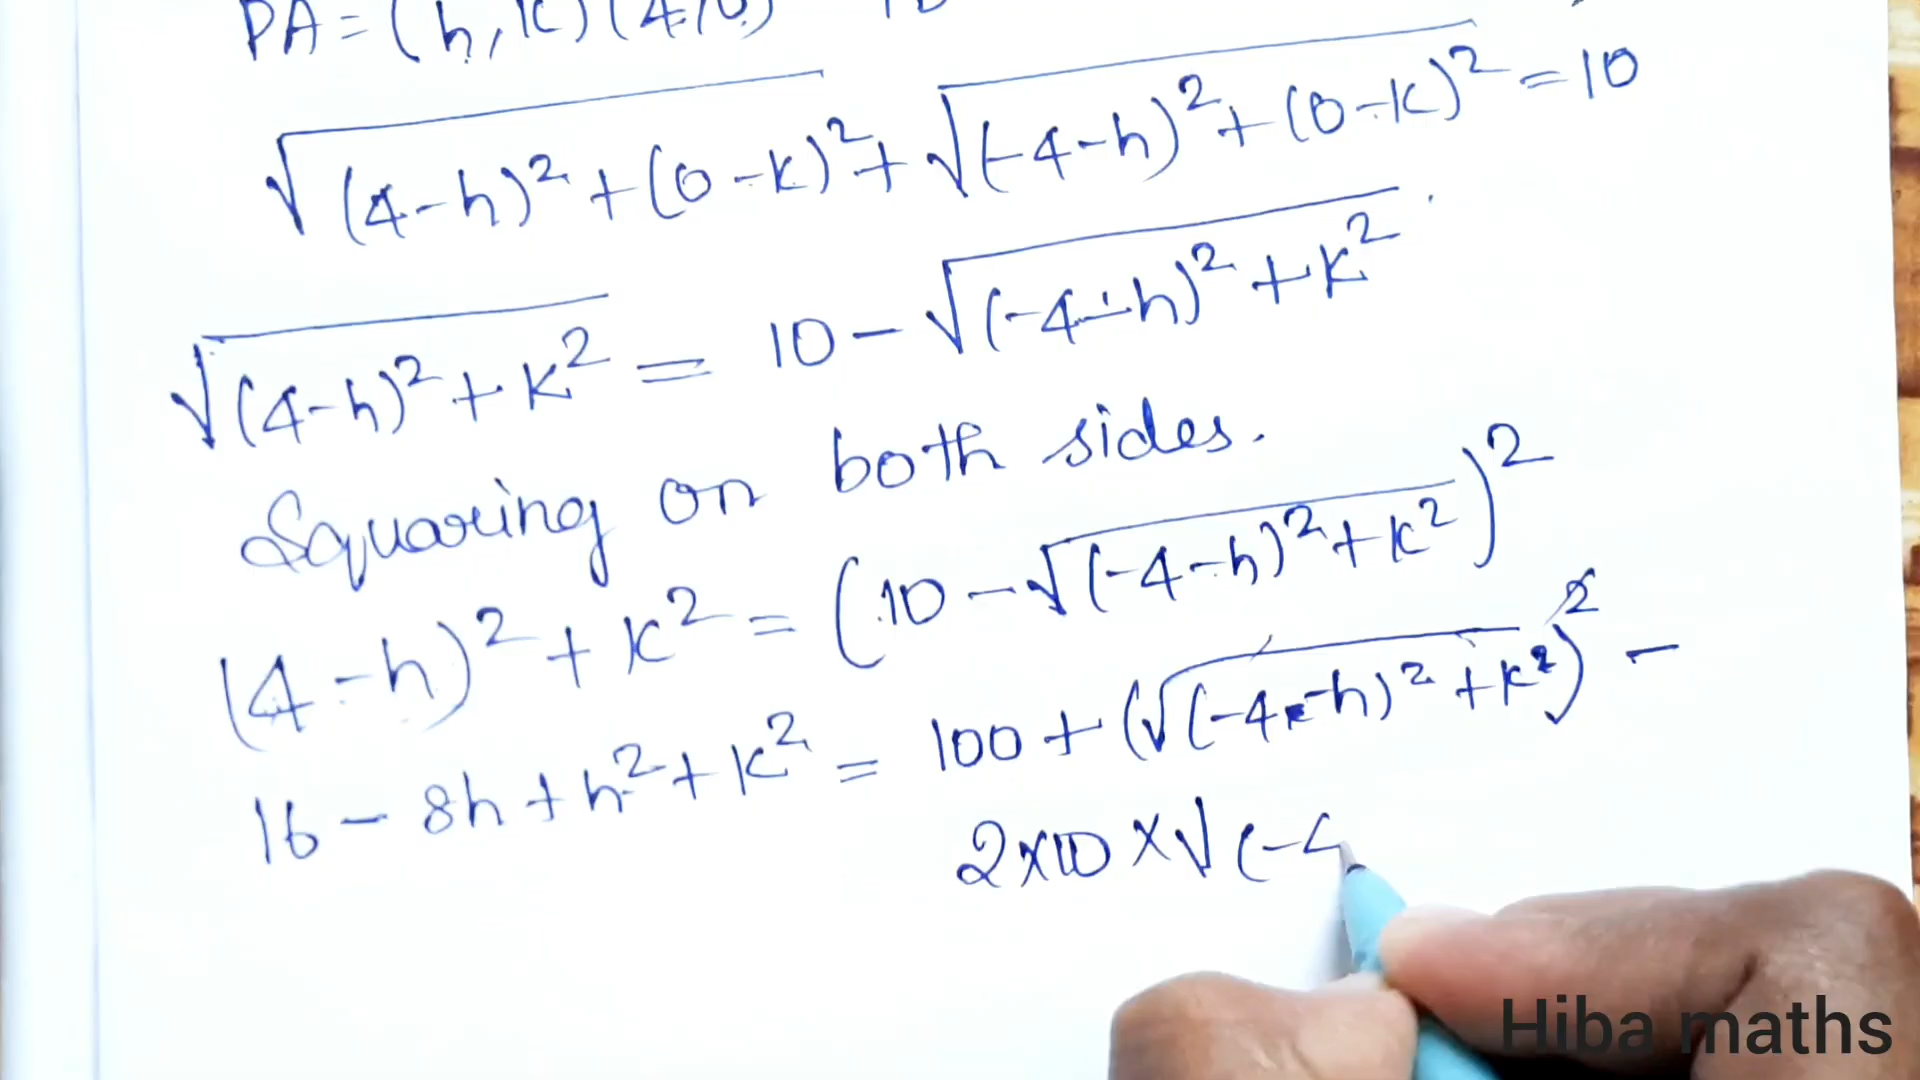 PA = (h, k) (4, 0)
√((4-h)² + (0-k)²) + √((-4-h)² + (0-k)²) = 10
√((4-h)² + k²) = 10 - √((-4-h)² + k²)
Squaring on both sides.
(4-h)² + k² = (10 - √((-4-h)² + k²))²
16 - 8h + h² + k² = 100 + (√((-4-h)² + k²))² -
2×10 × √(-4
Hiba maths